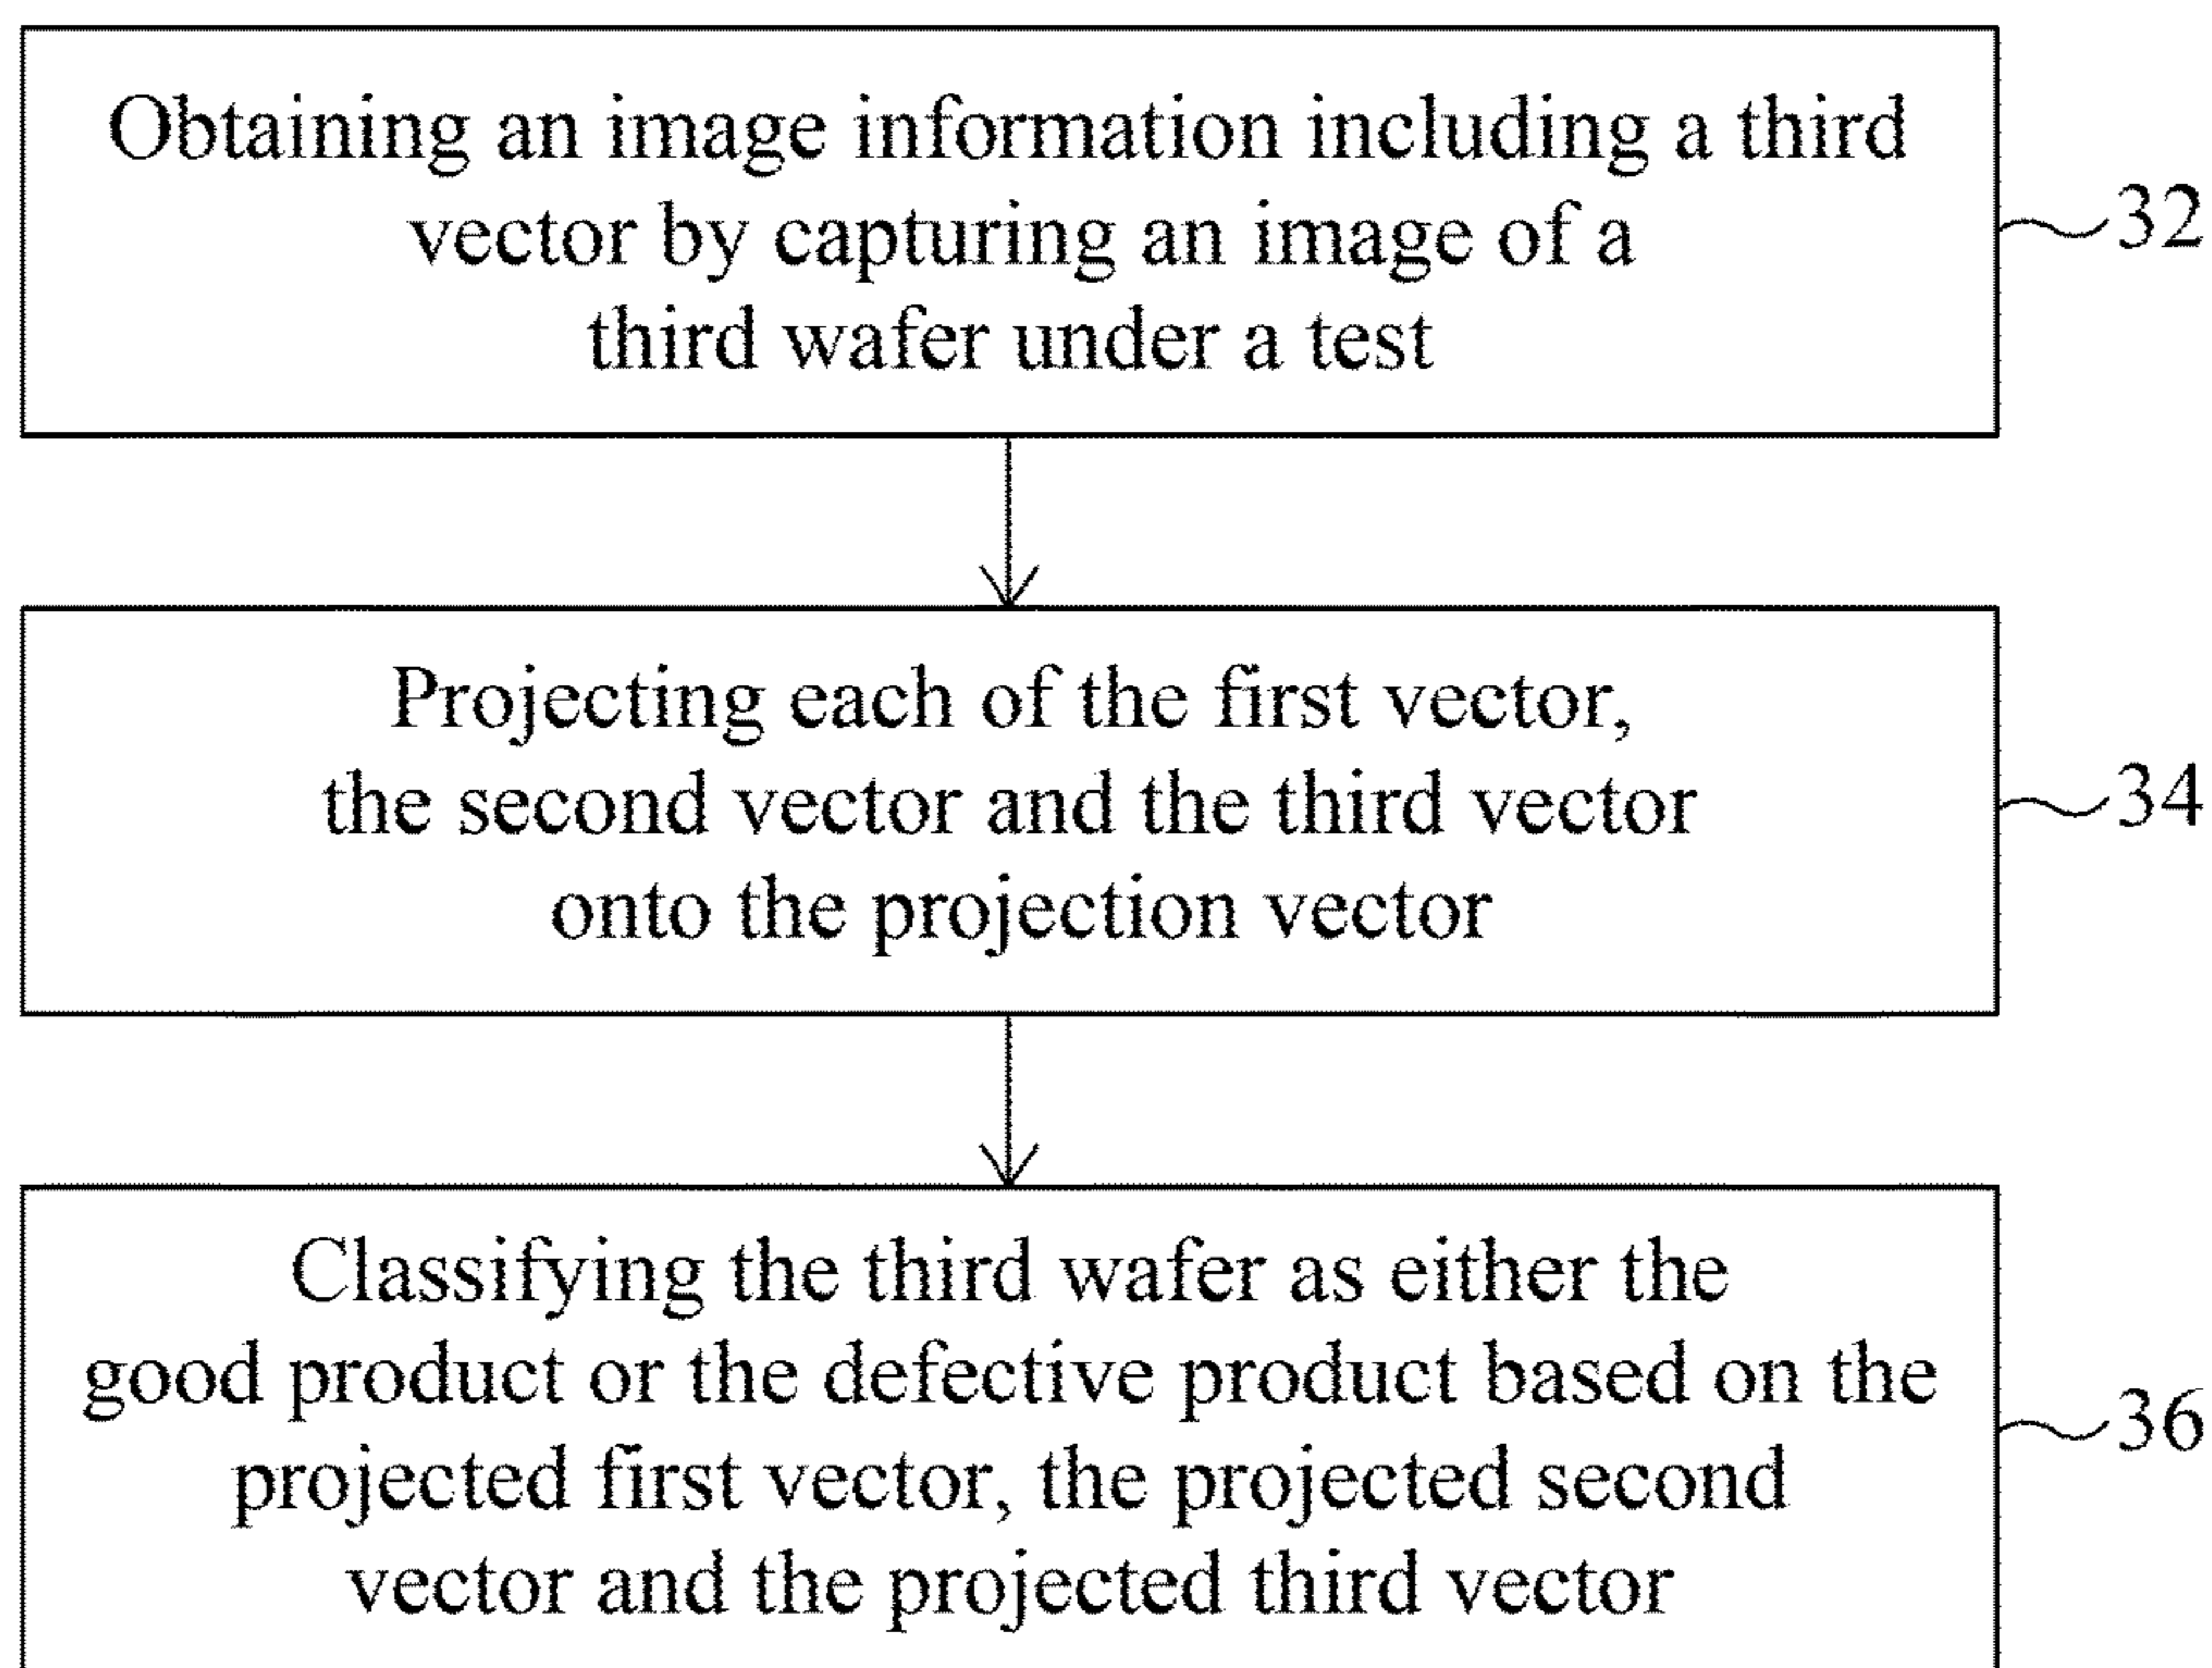 Obtaining an image information including a third
vector by capturing an image of a
third wafer under a test
32
Projecting each of the first vector,
the second vector and the third vector
onto the projection vector
34
Classifying the third wafer as either the
good product or the defective product based on the
projected first vector, the projected second
vector and the projected third vector
36